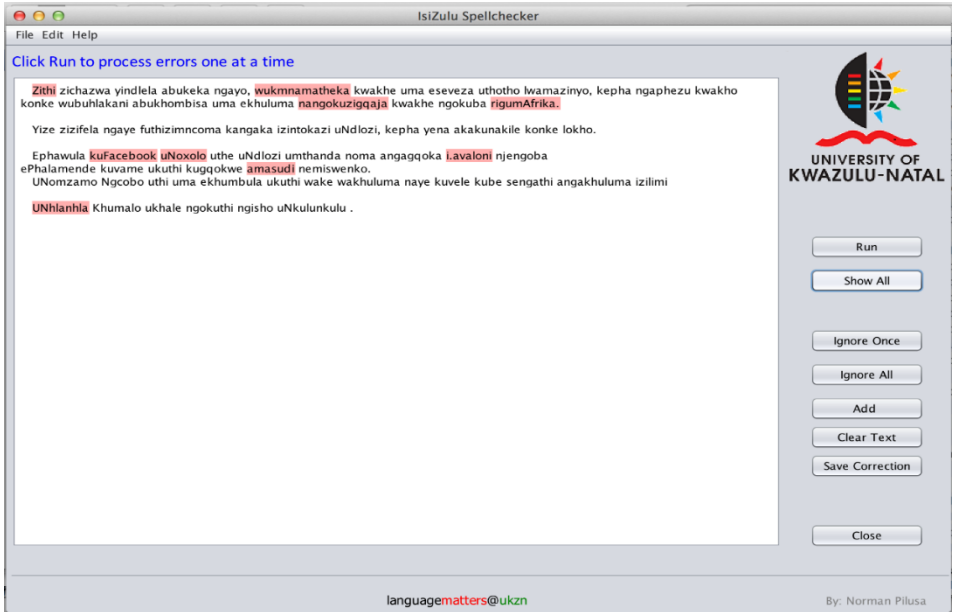 IsiZulu Spellchecker
File Edit Help
Click Run to process errors one at a time
Zithi zichazwa yindlela abukeka ngayo, wukmnamatheka kwakhe uma eseveza uthotho lwamazinyo, kepha ngaphezu kwakho
konke wubuhlakani abukhombisa uma ekhuluma nangokuzigqaja kwakhe ngokuba rigumAfrika.
Yize zizifela ngaye futhizimncoma kangaka izintokazi uNdlozi, kepha yena akakunakile konke lokho.
Ephawula kuFacebook uNoxolo uthe uNdlozi umthanda noma angagqoka i.avaloni njengoba
ePhalamende kuvame ukuthi kugqokwe amasudi nemiswenko.
UNomzamo Ngcobo uthi uma ekhumbula ukuthi wake wakhuluma naye kuvele kube sengathi angakhuluma izilimi
UNhlanhla Khumalo ukhale ngokuthi ngisho uNkulunkulu .
UNIVERSITY OF
KWAZULU-NATAL
Run
Show All
Ignore Once
Ignore All
Add
Clear Text
Save Correction
Close
languagematters@ukzn
By: Norman Pilusa